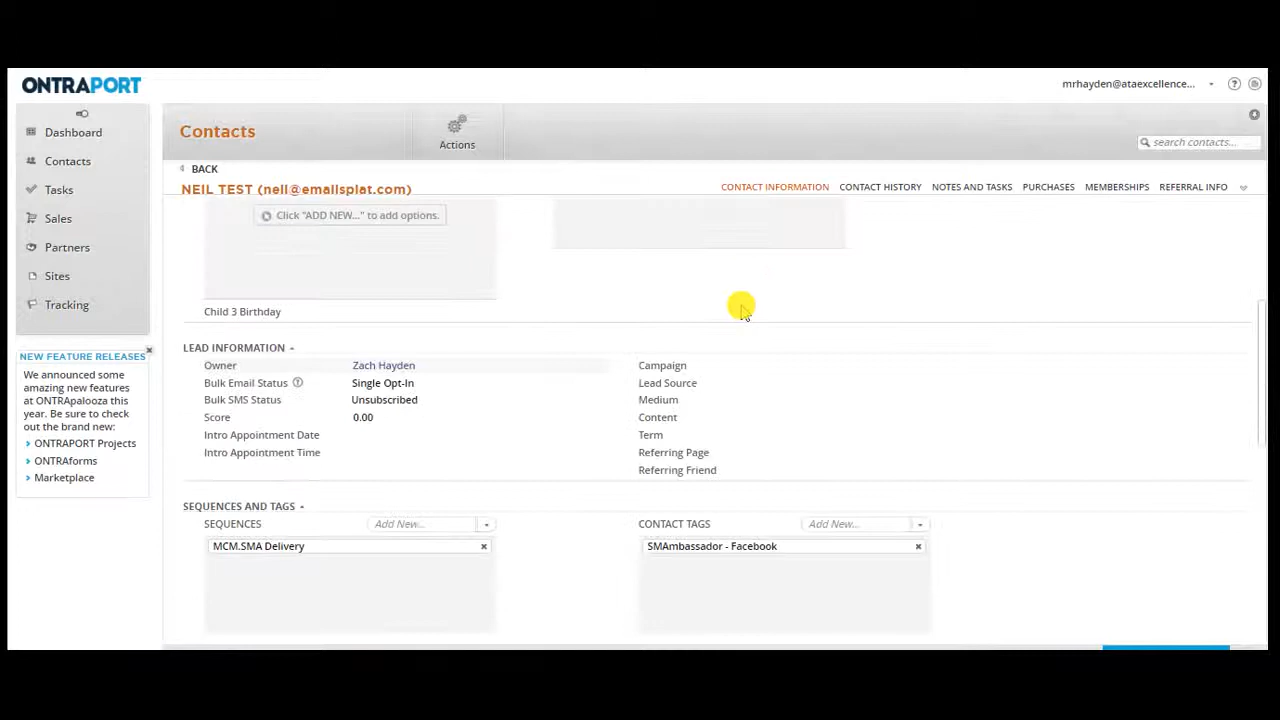 ONTRAPORT
mrhayden@ataexcellence...
Dashboard
Contacts
Tasks
Sales
Partners
Sites
Tracking
NEW FEATURE RELEASES
We announced some
amazing new features
at ONTRApalooza this
year. Be sure to check
out the brand new:
ONTRAPORT Projects
ONTRAforms
Marketplace
Contacts
Actions
search contacts...
BACK
NEIL TEST (neil@emailsplat.com)
CONTACT INFORMATION CONTACT HISTORY NOTES AND TASKS PURCHASES MEMBERSHIPS REFERRAL INFO
Click "ADD NEW..." to add options.
Child 3 Birthday
LEAD INFORMATION
Owner Zach Hayden
Bulk Email Status ? Single Opt-In
Bulk SMS Status Unsubscribed
Score 0.00
Intro Appointment Date
Intro Appointment Time
Campaign
Lead Source
Medium
Content
Term
Referring Page
Referring Friend
SEQUENCES AND TAGS
SEQUENCES Add New...
MCM.SMA Delivery
CONTACT TAGS Add New...
SMAmbassador - Facebook